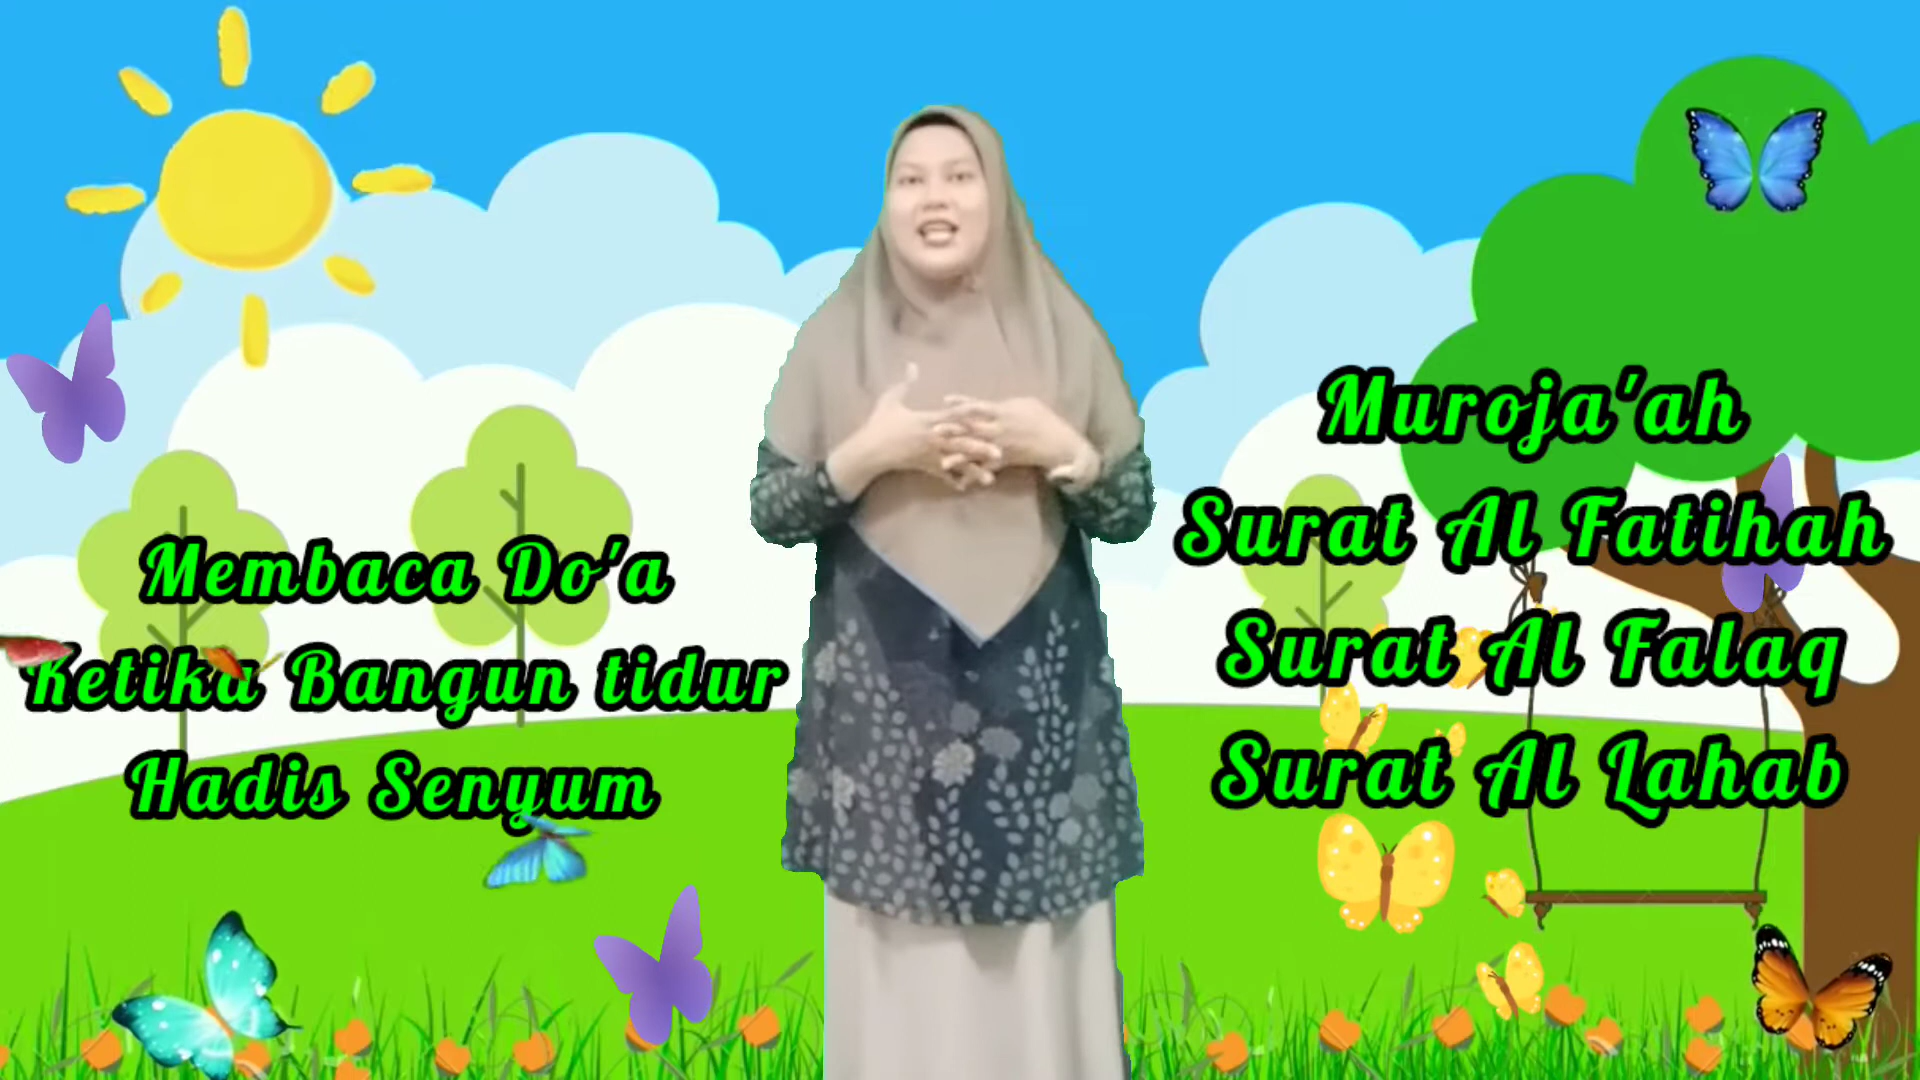 Membaca Do'a
Ketika Bangun tidur
Hadis Senyum
Muroja'ah
Surat Al Fatihah
Surat Al Falaq
Surat Al Lahab